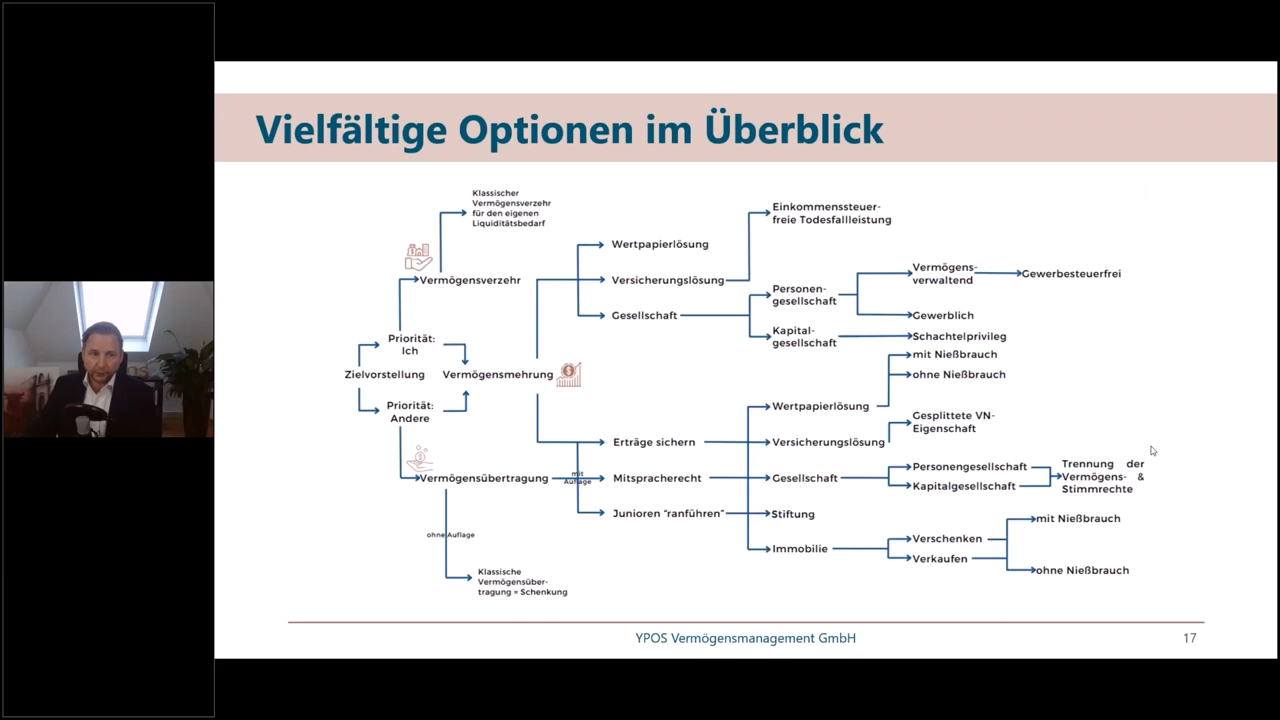 Vielfältige Optionen im Überblick
Klassischer
Vermögensverzehr
für den eigenen
Liquiditätsbedarf
Vermögensverzehr
Priorität:
Ich
Zielvorstellung
Vermögensmehrung
Priorität:
Andere
Vermögensübertragung
ohne Auflage
Klassische
Vermögensüber-
tragung = Schenkung
mit
Auflage
Wertpapierlösung
Versicherungslösung
Gesellschaft
Einkommenssteuer-
freie Todesfallleistung
Personen-
gesellschaft
Kapital-
gesellschaft
Vermögens-
verwaltend
Gewerbesteuerfrei
Gewerblich
Schachtelprivileg
Erträge sichern
Mitspracherecht
Junioren “ranführen”
Wertpapierlösung
mit Nießbrauch
ohne Nießbrauch
Versicherungslösung
Gesplittete VN-
Eigenschaft
Gesellschaft
Personengesellschaft
Kapitalgesellschaft
Trennung der
Vermögens- &
Stimmrechte
Stiftung
Immobilie
Verschenken
Verkaufen
mit Nießbrauch
ohne Nießbrauch
YPOS Vermögensmanagement GmbH
17